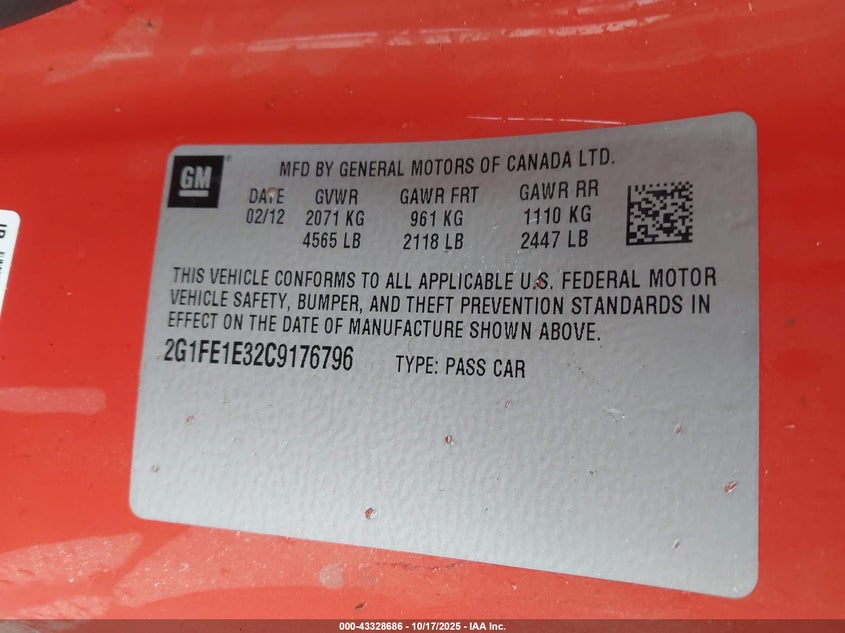 GM
MFD BY GENERAL MOTORS OF CANADA LTD.
DATE GVWR GAWR FRT GAWR RR
02/12 2071 KG 961 KG 1110 KG
4565 LB 2118 LB 2447 LB
THIS VEHICLE CONFORMS TO ALL APPLICABLE U.S. FEDERAL MOTOR
VEHICLE SAFETY, BUMPER, AND THEFT PREVENTION STANDARDS IN
EFFECT ON THE DATE OF MANUFACTURE SHOWN ABOVE.
2G1FE1E32C9176796 TYPE: PASS CAR
000-43328686 - 10/17/2025 - IAA Inc.